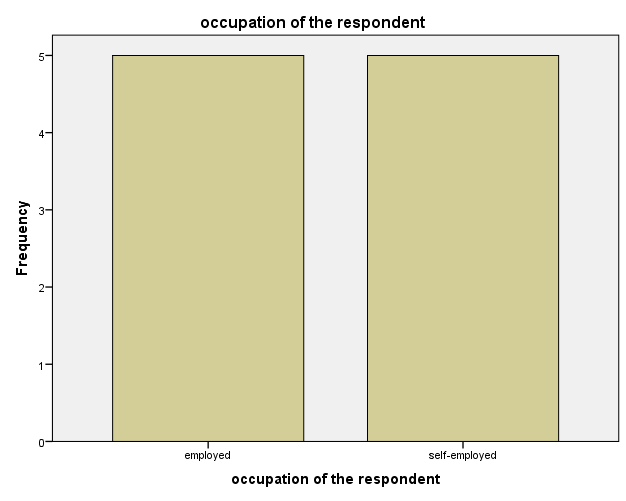 occupation of the respondent
Frequency
5
4
3
2
1
0
employed
self-employed
occupation of the respondent